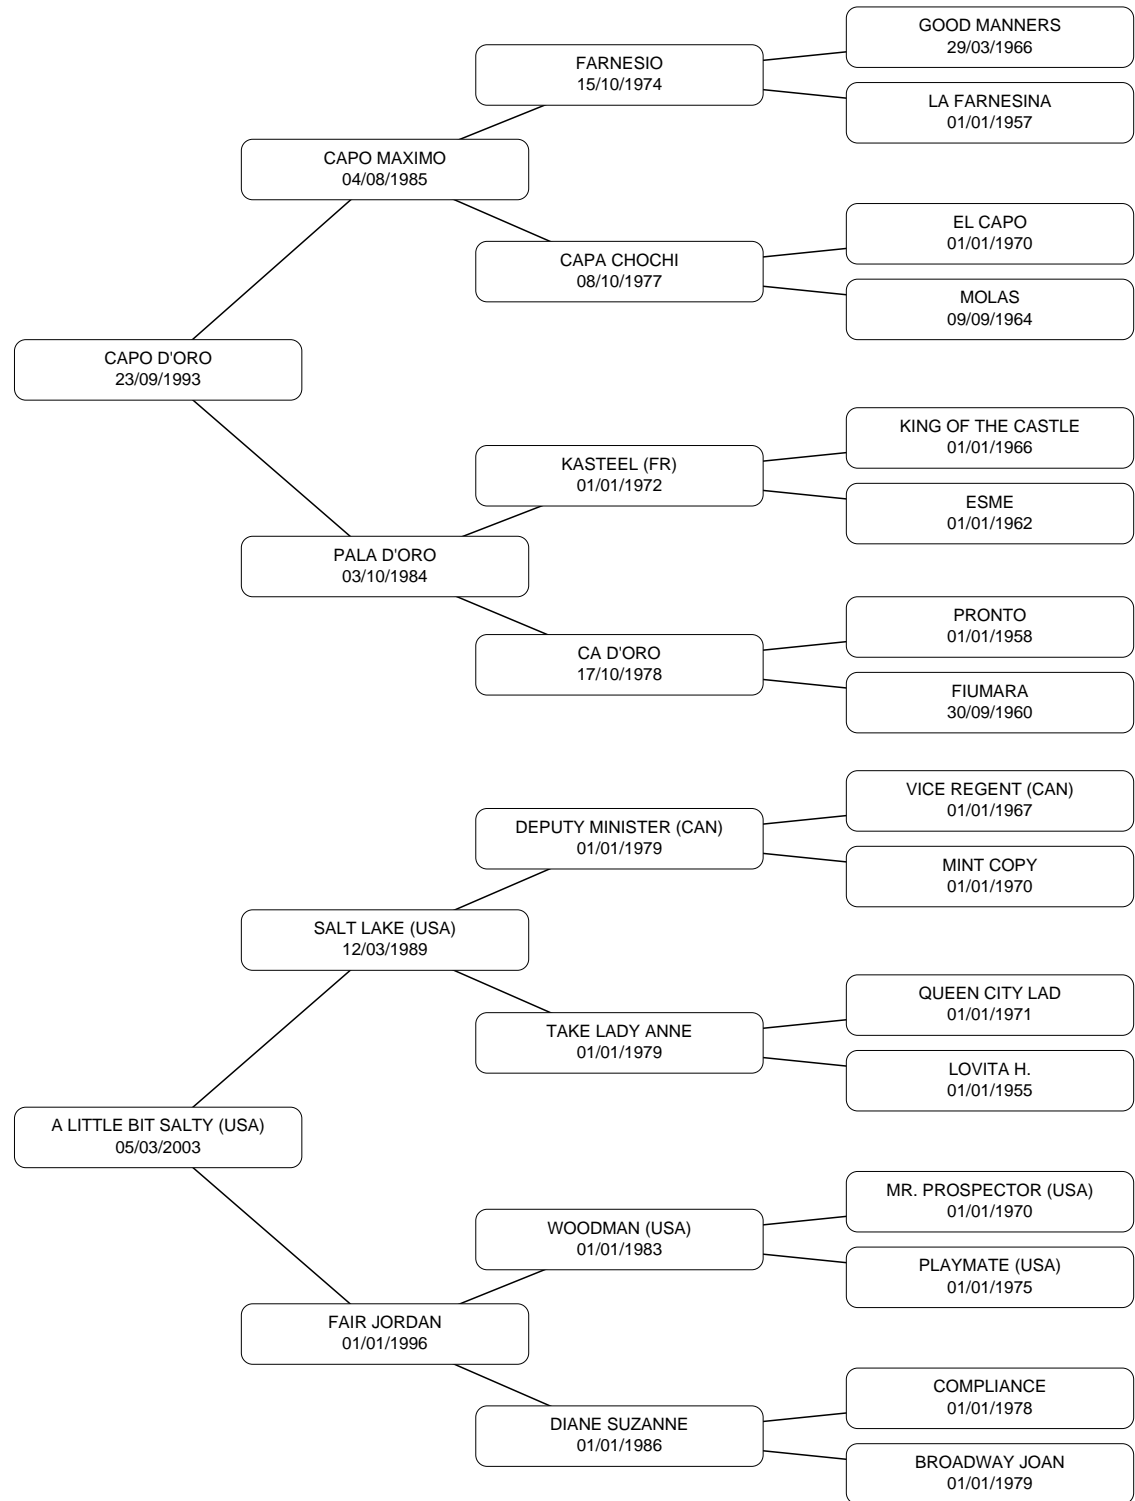 GOOD MANNERS
29/03/1966
FARNESIO
15/10/1974
LA FARNESINA
01/01/1957
CAPO MAXIMO
04/08/1985
EL CAPO
01/01/1970
CAPA CHOCHI
08/10/1977
MOLAS
09/09/1964
CAPO D'ORO
23/09/1993
KING OF THE CASTLE
01/01/1966
KASTEEL (FR)
01/01/1972
ESME
01/01/1962
PALA D'ORO
03/10/1984
PRONTO
01/01/1958
CA D'ORO
17/10/1978
FIUMARA
30/09/1960
VICE REGENT (CAN)
01/01/1967
DEPUTY MINISTER (CAN)
01/01/1979
MINT COPY
01/01/1970
SALT LAKE (USA)
12/03/1989
QUEEN CITY LAD
01/01/1971
TAKE LADY ANNE
01/01/1979
LOVITA H.
01/01/1955
A LITTLE BIT SALTY (USA)
05/03/2003
MR. PROSPECTOR (USA)
01/01/1970
WOODMAN (USA)
01/01/1983
PLAYMATE (USA)
01/01/1975
FAIR JORDAN
01/01/1996
COMPLIANCE
01/01/1978
DIANE SUZANNE
01/01/1986
BROADWAY JOAN
01/01/1979